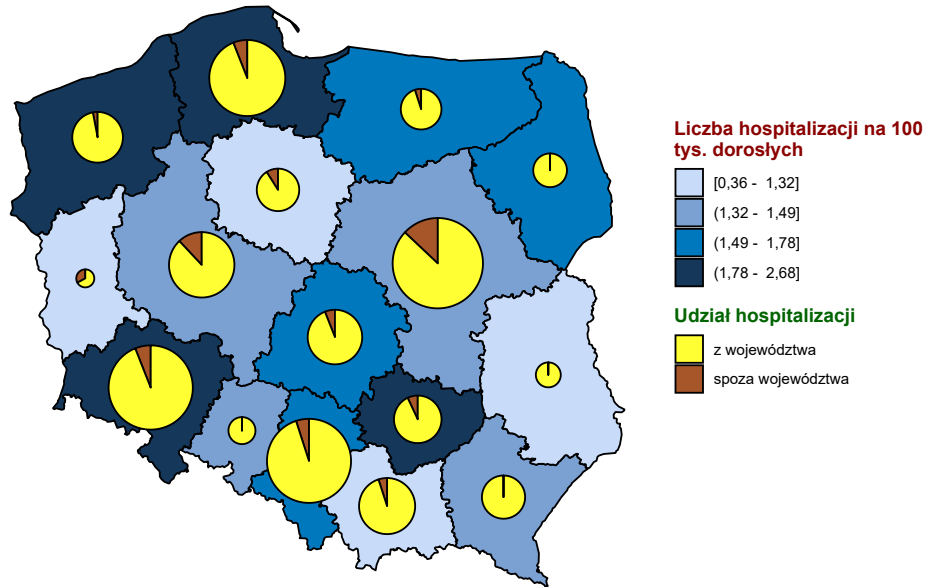 Liczba hospitalizacji na 100
tys. dorosłych
[0,36 - 1,32]
(1,32 - 1,49]
(1,49 - 1,78]
(1,78 - 2,68]
Udział hospitalizacji
z województwa
spoza województwa